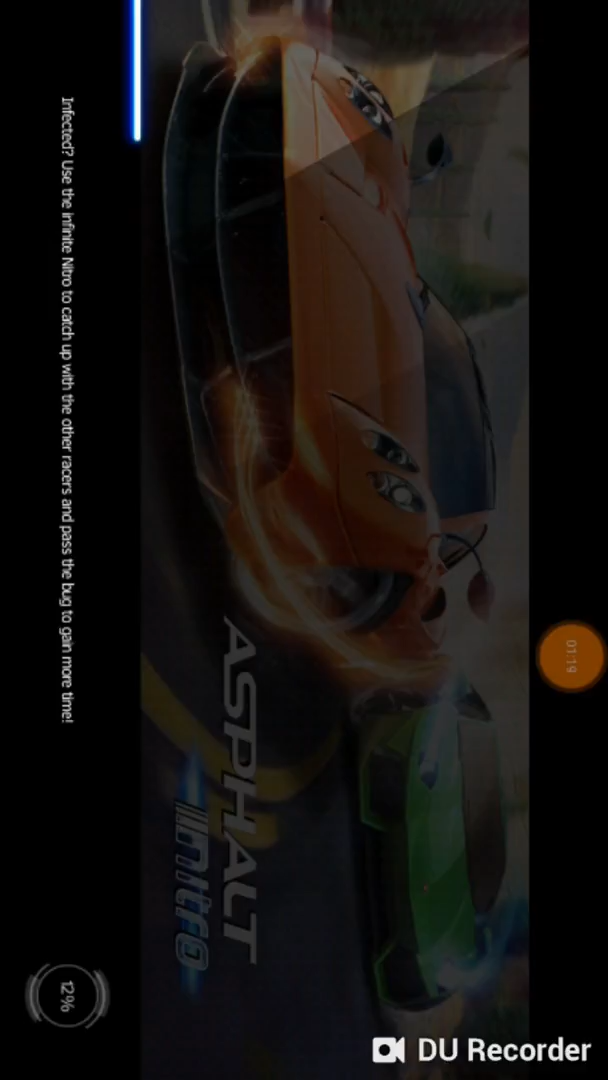 01:19
ASPHALT
nitro
Infected? Use the infinite Nitro to catch up with the other racers and pass the bug to gain more time!
12%
DU Recorder